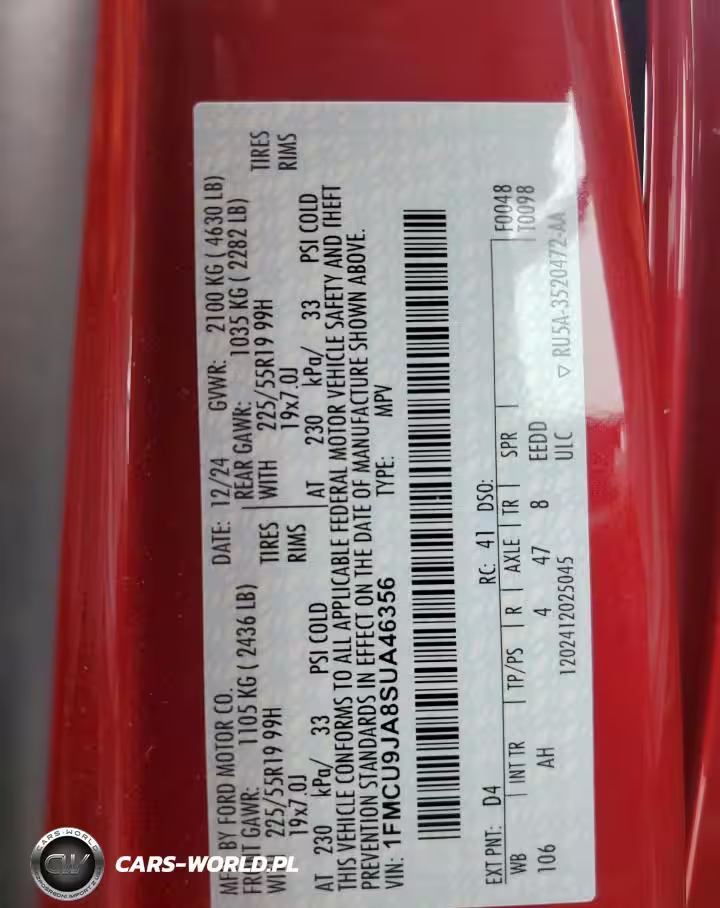 MFD BY FORD MOTOR CO. DATE: 12/24 GVWR: 2100 KG ( 4630 LB)
FRONT GAWR: 1105 KG ( 2436 LB) REAR GAWR: 1035 KG ( 2282 LB)
WITH 225/55R19 99H TIRES WITH 225/55R19 99H TIRES
19x7.0J RIMS 19x7.0J RIMS
AT 230 kPa/ 33 PSI COLD AT 230 kPa/ 33 PSI COLD
THIS VEHICLE CONFORMS TO ALL APPLICABLE FEDERAL MOTOR VEHICLE SAFETY AND THEFT
PREVENTION STANDARDS IN EFFECT ON THE DATE OF MANUFACTURE SHOWN ABOVE.
VIN: 1FMCU9JA8SUA46356 TYPE: MPV
EXT PNT: D4 RC: 41 DSO: F0048
WB INT TR TP/PS R AXLE TR SPR T0098
106 AH 4 47 8 EEDD
1202412025045 ULC ▽ RU5A-3520472-AA
CARS-WORLD
CW
CARS-WORLD.PL